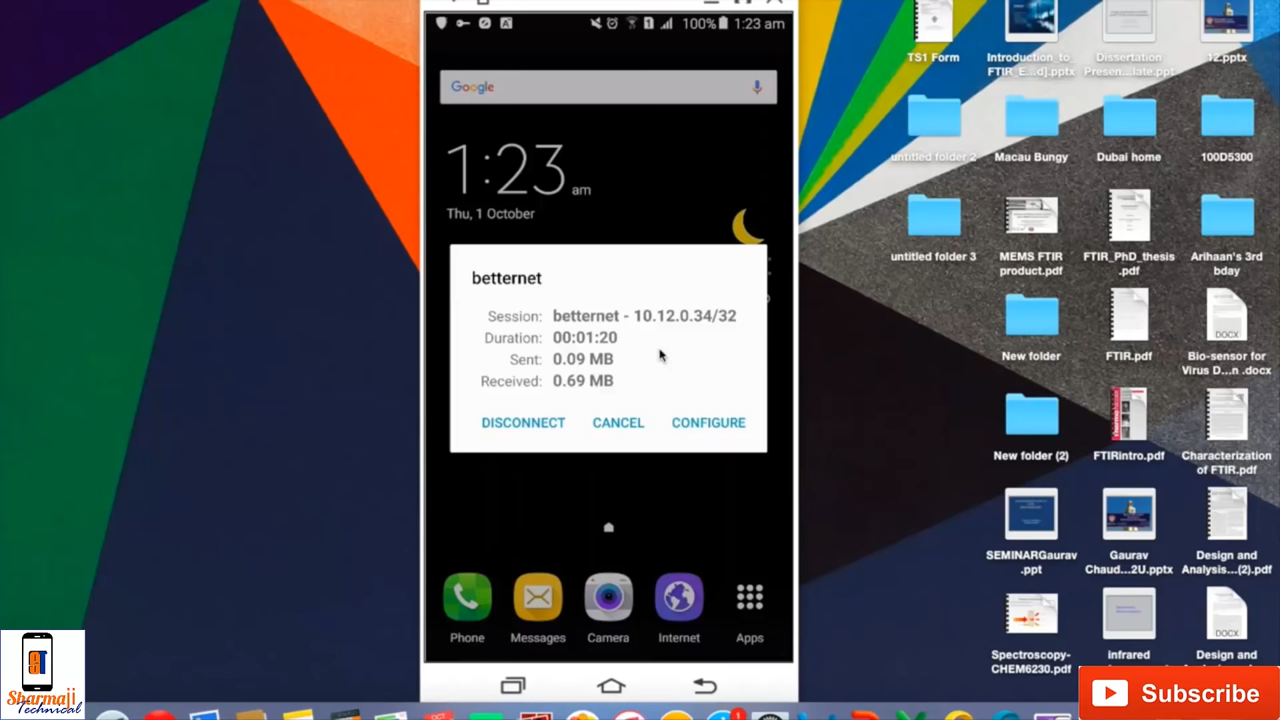 100% 1:23 am
Google
1:23 am
Thu, 1 October
betternet
Session: betternet - 10.12.0.34/32
Duration: 00:01:20
Sent: 0.09 MB
Received: 0.69 MB
DISCONNECT CANCEL CONFIGURE
Phone Messages Camera Internet Apps
TS1 Form
Introduction_to_
FTIR_E...d].pptx
Dissertation
Presen...late.ppt
12.pptx
untitled folder 2
Macau Bungy
Dubai home
100D5300
untitled folder 3
MEMS FTIR
product.pdf
FTIR_PhD_thesis
.pdf
Arihaan's 3rd
bday
New folder
FTIR.pdf
DOCX
Bio-sensor for
Virus D...n .docx
New folder (2)
FTIRintro.pdf
Characterization
of FTIR.pdf
SEMINARGaurav
.ppt
Gaurav
Chaud...2U.pptx
Design and
Analysis...(2).pdf
Spectroscopy-
CHEM6230.pdf
infrared
DOCX
Design and
Sharmaji
Technical
Subscribe